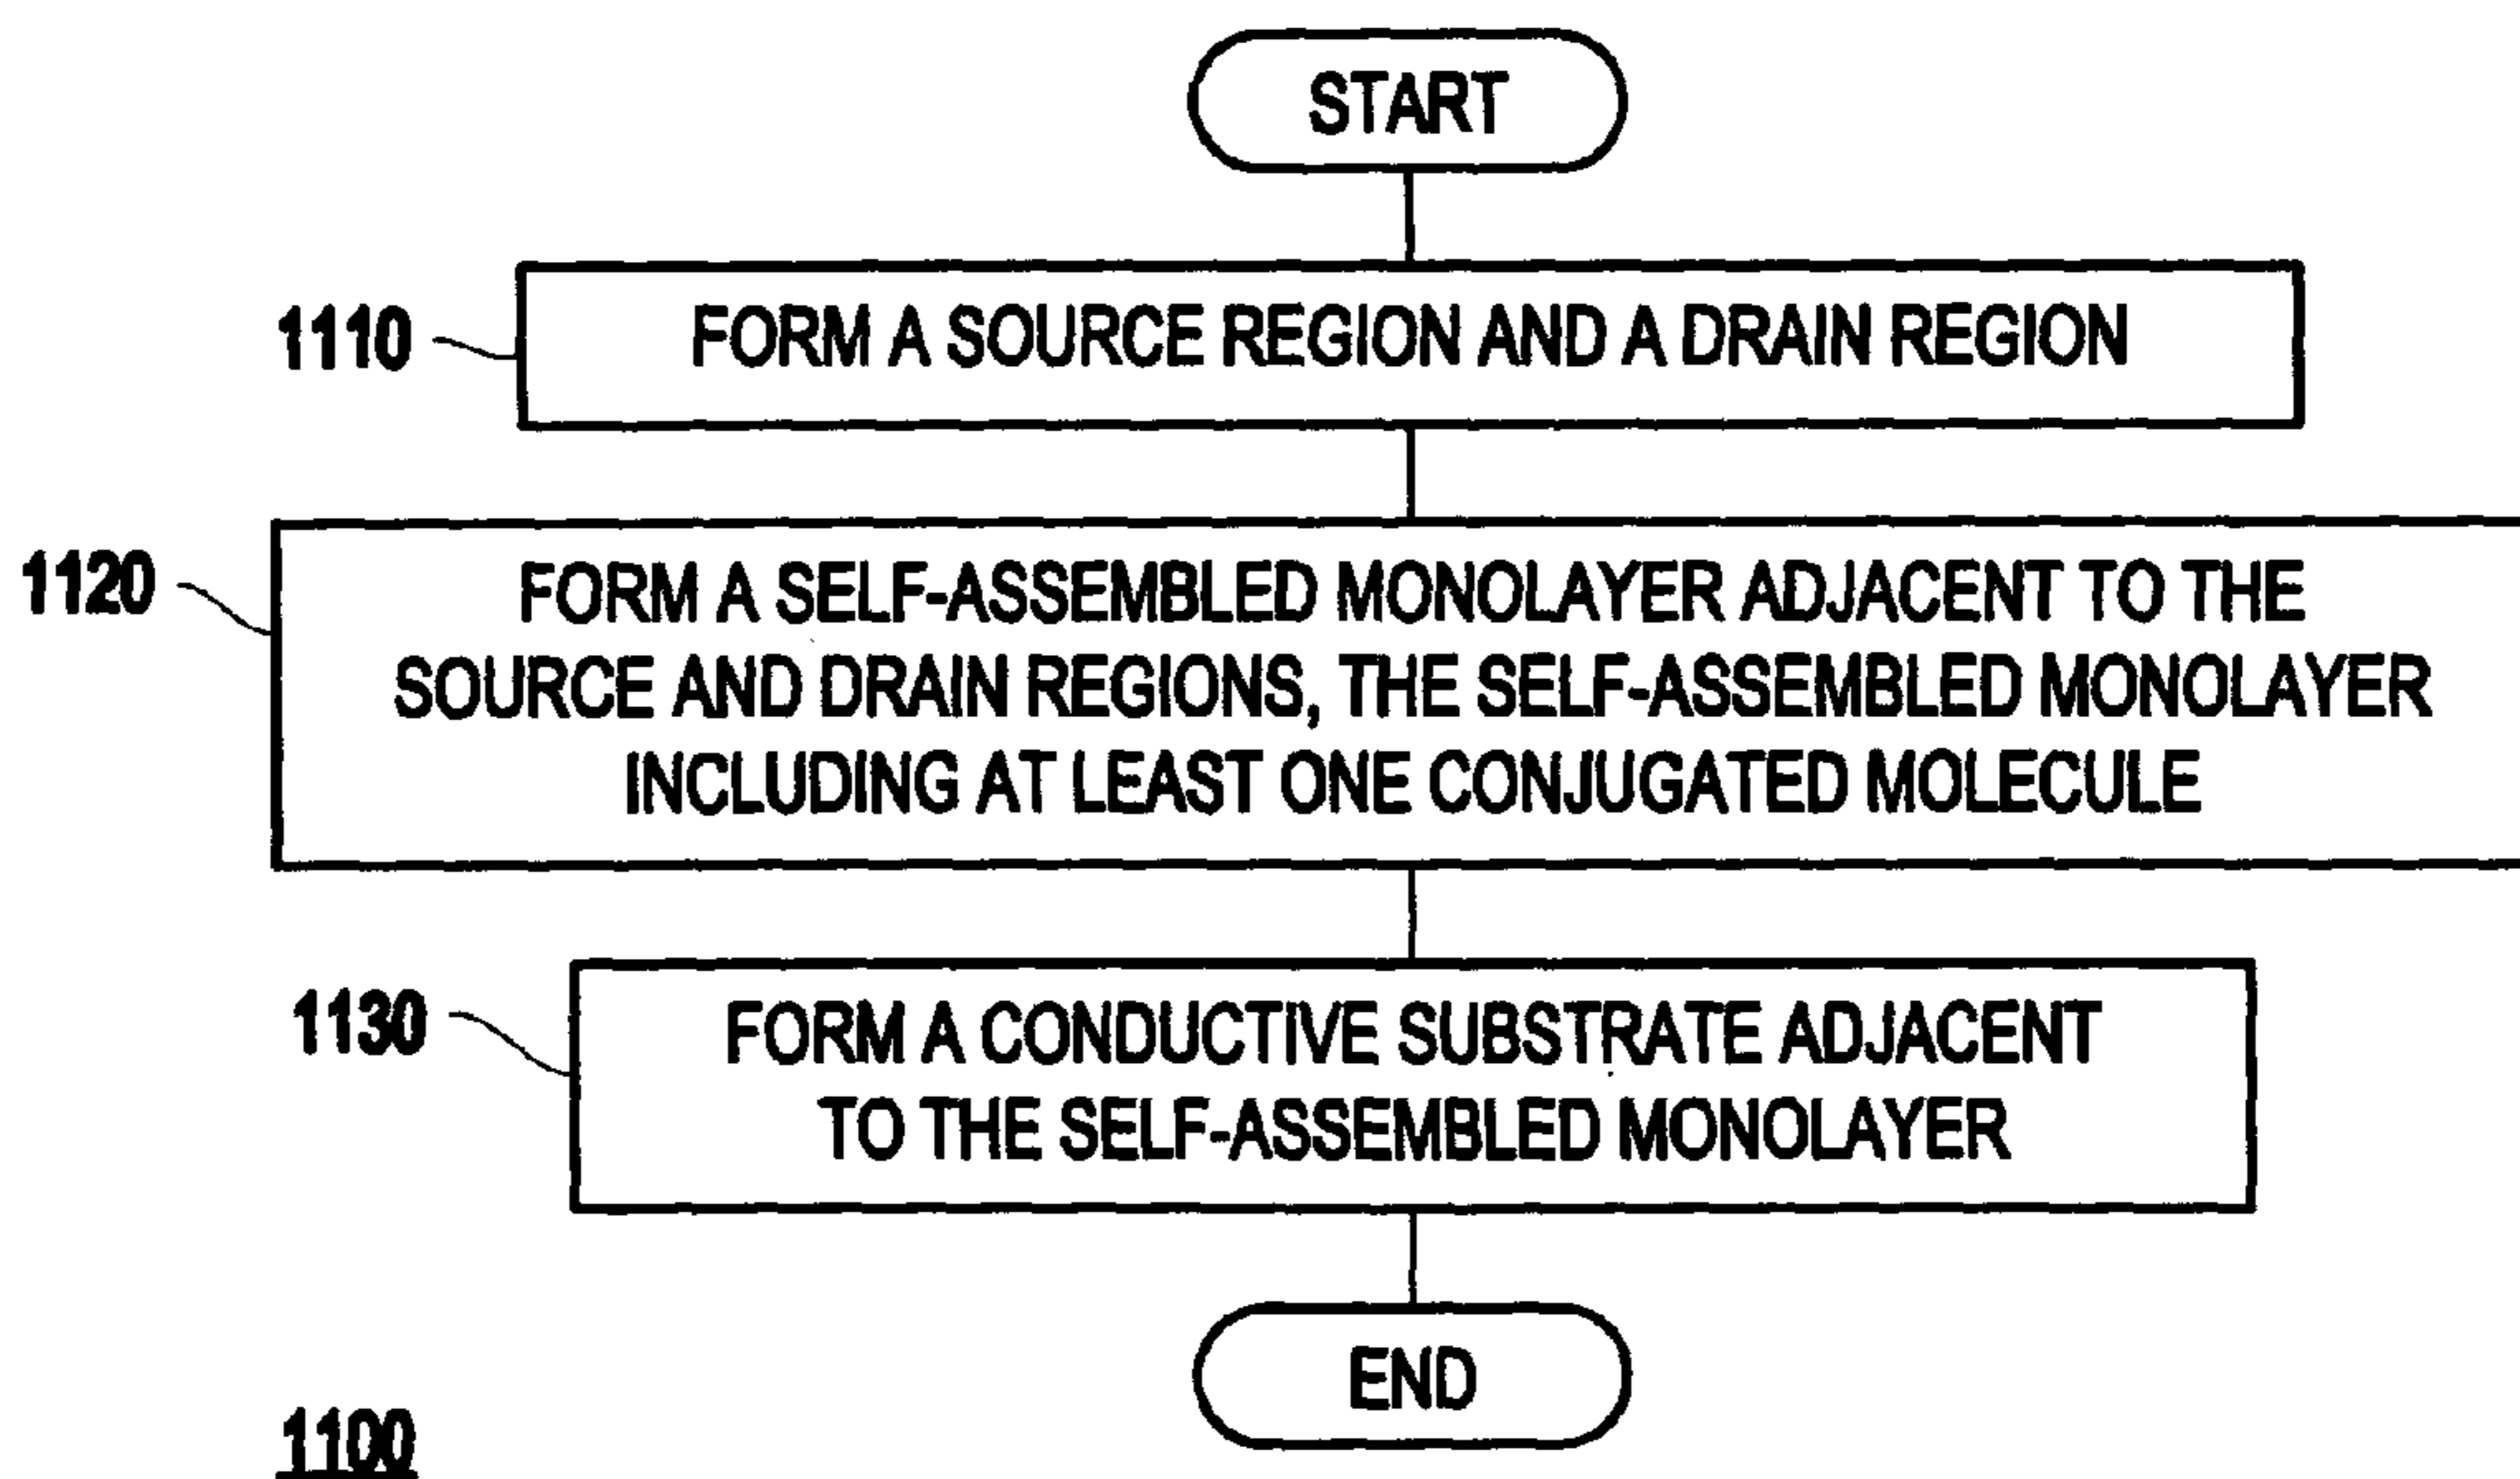 START
1110
FORM A SOURCE REGION AND A DRAIN REGION
1120
FORM A SELF-ASSEMBLED MONOLAYER ADJACENT TO THE
SOURCE AND DRAIN REGIONS, THE SELF-ASSEMBLED MONOLAYER
INCLUDING AT LEAST ONE CONJUGATED MOLECULE
1130
FORM A CONDUCTIVE SUBSTRATE ADJACENT
TO THE SELF-ASSEMBLED MONOLAYER
END
1100